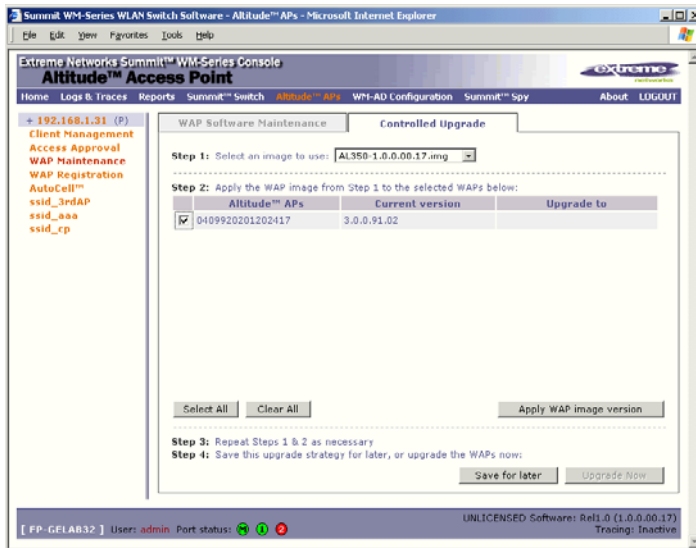 Summit WM-Series WLAN Switch Software - Altitude™ APs - Microsoft Internet Explorer
File Edit View Favorites Tools Help
Extreme Networks Summit™ WM-Series Console
Altitude™ Access Point
extreme
networks
Home Logs & Traces Reports Summit™ Switch Altitude™ APs WM-AD Configuration Summit™ Spy About LOGOUT
+ 192.168.1.31 (P)
Client Management
Access Approval
WAP Maintenance
WAP Registration
AutoCell™
ssid_3rdAP
ssid_aaa
ssid_cp
WAP Software Maintenance Controlled Upgrade
Step 1: Select an image to use: AL350-1.0.0.00.17.img
Step 2: Apply the WAP image from Step 1 to the selected WAPs below:
Altitude™ APs Current version Upgrade to
0409920201202417 3.0.0.91.02
Select All Clear All Apply WAP image version
Step 3: Repeat Steps 1 & 2 as necessary
Step 4: Save this upgrade strategy for later, or upgrade the WAPs now:
Save for later Upgrade Now
UNLICENSED Software: Rel1.0 (1.0.0.00.17)
[ FP-GELAB32 ] User: admin Port status: M 1 2
Tracing: Inactive